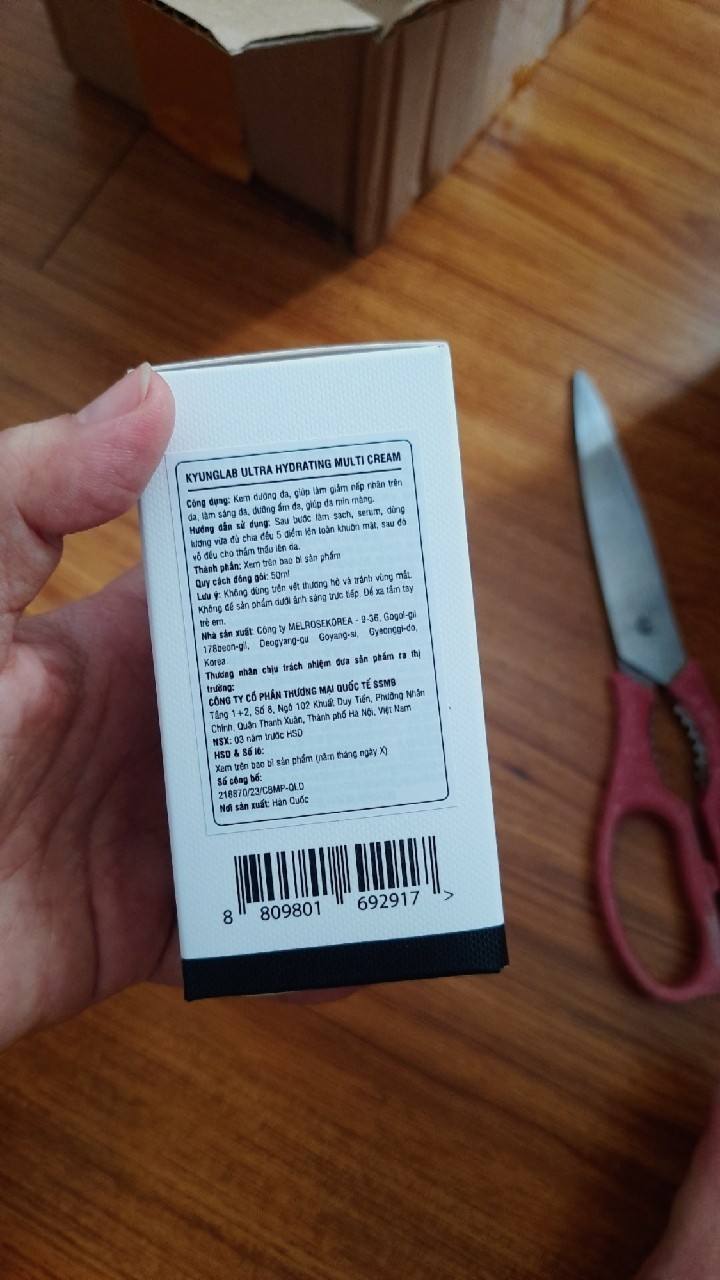 KYUNGLAB ULTRA HYDRATING MULTI CREAM
Công dụng: Kem dưỡng da, giúp làm giảm nếp nhăn trên
da, làm sáng da, dưỡng ẩm da, giúp da mịn màng.
Hướng dẫn sử dụng: Sau bước làm sạch, serum, dùng
lượng vừa đủ chia đều 5 điểm lên toàn khuôn mặt, sau đó
vỗ đều cho thẩm thấu lên da.
Thành phần: Xem trên bao bì sản phẩm
Quy cách đóng gói: 50ml
Lưu ý: Không dùng trên vết thương hở và tránh vùng mắt.
Không để sản phẩm dưới ánh sáng trực tiếp. Để xa tầm tay
trẻ em.
Nhà sản xuất: Công ty MELROSEKOREA - 9-36, Gogol-gil
178beon-gil, Deogyang-gu Goyang-si, Gyeonggi-do,
Korea
Thương nhân chịu trách nhiệm đưa sản phẩm ra thị
trường:
CÔNG TY CỔ PHẦN THƯƠNG MẠI QUỐC TẾ SSMB
Tầng 1+2, Số 8, Ngõ 102 Khuất Duy Tiến, Phường Nhân
Chính, Quận Thanh Xuân, Thành phố Hà Nội, Việt Nam
NSX: 03 năm trước HSD
HSD & Số lô:
Xem trên bao bì sản phẩm (năm tháng ngày X)
Số công bố:
218870/23/CBMP-QLD
Nơi sản xuất: Hàn Quốc
8 809801 692917 >